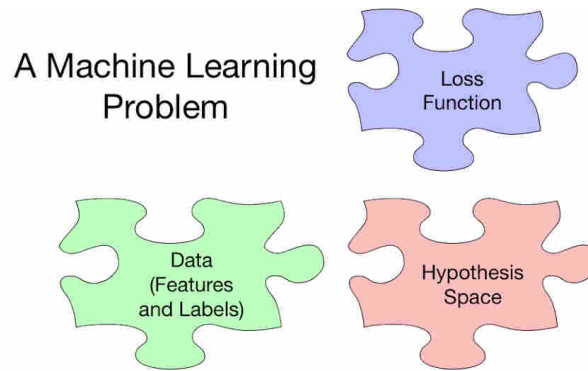 A Machine Learning
Problem
Loss
Function
Data
(Features
and Labels)
Hypothesis
Space